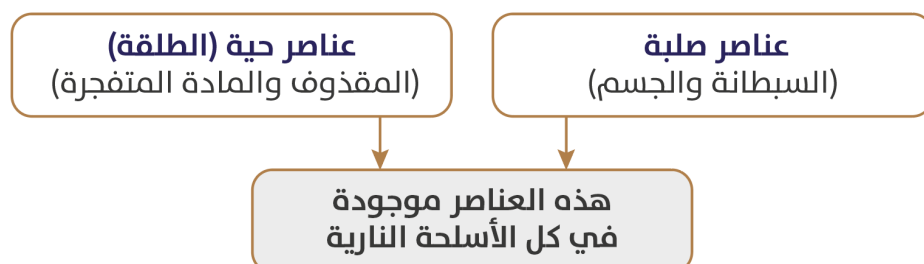 عناصر صلبة
(السبطانة والجسم)
عناصر حية (الطلقة)
(المقذوف والمادة المتفجرة)
هذه العناصر موجودة
في كل الأسلحة النارية